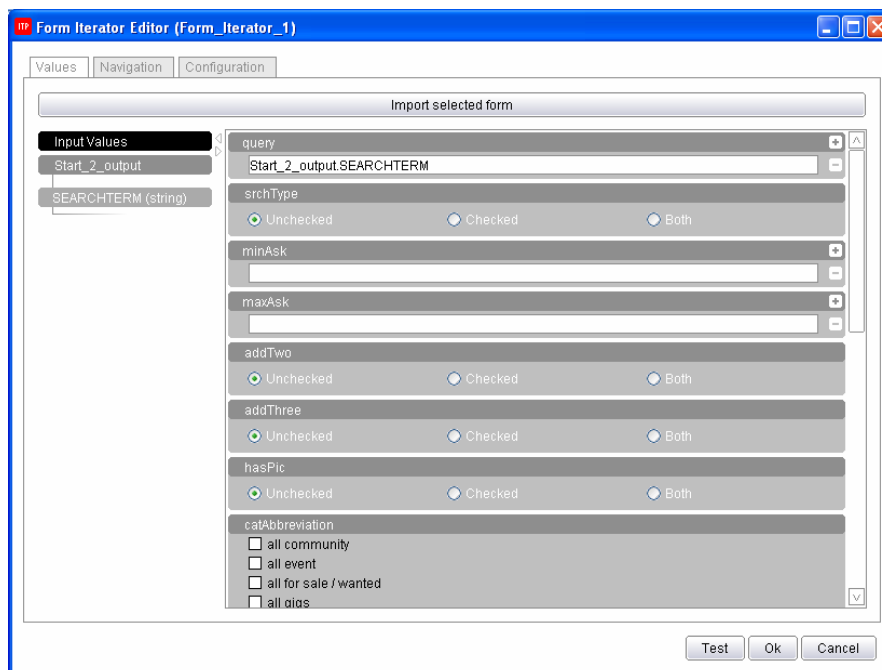 ITP Form Iterator Editor (Form_Iterator_1)
Values Navigation Configuration
Import selected form
Input Values
Start_2_output
SEARCHTERM (string)
query
Start_2_output.SEARCHTERM
srchType
Unchecked Checked Both
minAsk
maxAsk
addTwo
Unchecked Checked Both
addThree
Unchecked Checked Both
hasPic
Unchecked Checked Both
catAbbreviation
all community
all event
all for sale / wanted
all gigs
Test Ok Cancel